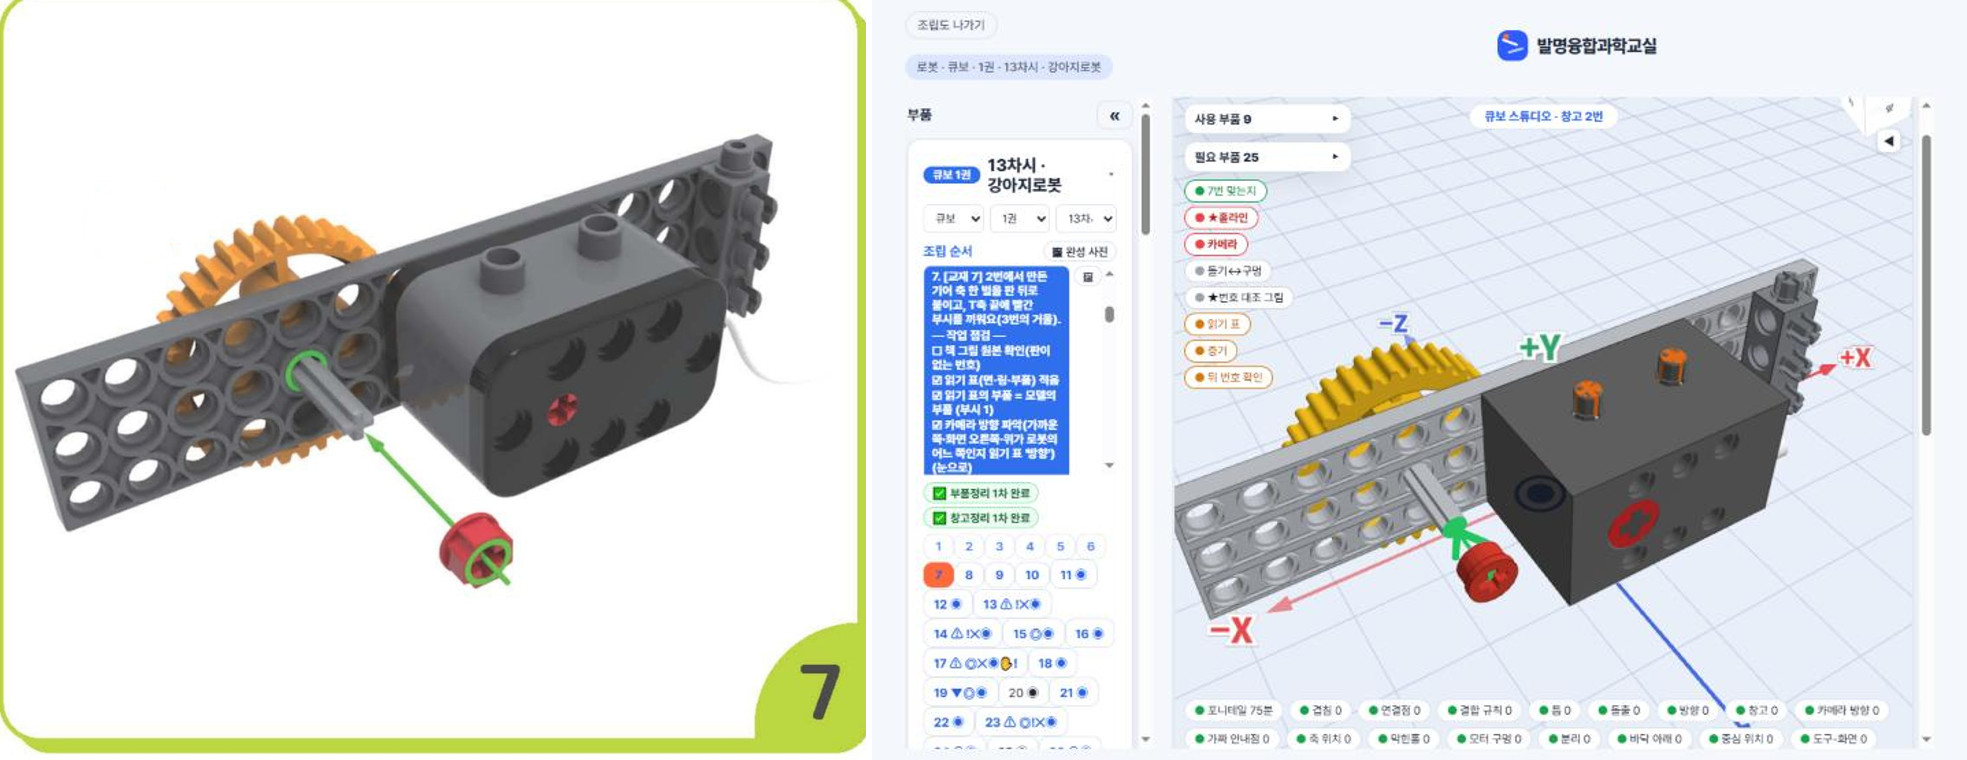 7
조립도 나가기
로봇 · 큐보 · 1권 · 13차시 · 강아지로봇
발명융합과학교실
부품
«
큐보 1권
13차시 ·
강아지로봇
큐보
1권
13차·
조립 순서
완성 사진
7. [교재 7] 2번에서 만든
기어 축 한 벌을 판 뒤로
붙이고, T축 끝에 빨간
부시를 끼워요(3번의 거울).
— 작업 점검 —
☐ 책 그림 원본 확인(판이
없는 번호)
☑ 읽기 표(면·링·부품) 적음
☑ 읽기 표의 부품 = 모델의
부품 (부시 1)
☑ 카메라 방향 파악(가까운
쪽·화면 오른쪽·위가 로봇의
어느 쪽인지 읽기 표 '방향')
(눈으로)
✅ 부품정리 1차 완료
✅ 창고정리 1차 완료
1 2 3 4 5 6
7 8 9 10 11
12 13 ⚠ !X
14 ⚠ !X 15 16
17 ⚠ X ! 18
19 ▼ 20 21
22 23 ⚠ !X
사용 부품 9
필요 부품 25
큐보 스튜디오 · 창고 2번
7번 맞는지
★홀라인
카메라
돌기↔구멍
★번호 대조 그림
읽기 표
증기
뒤 번호 확인
−Z
+Y
+X
−X
포니테일 75분
겹침 0
연결점 0
결합 규칙 0
틈 0
돌출 0
방향 0
창고 0
카메라 방향 0
가짜 안내점 0
축 위치 0
막힌홀 0
모터 구멍 0
분리 0
바닥 아래 0
중심 위치 0
도구-화면 0